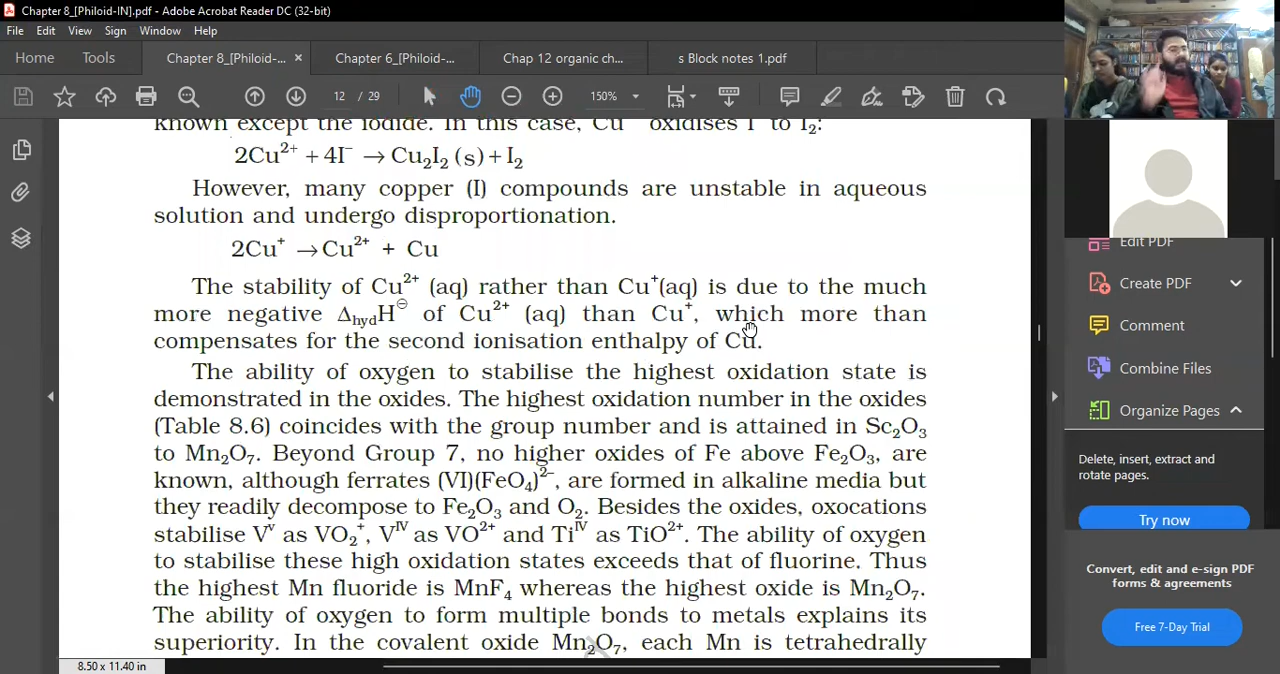 Chapter 8_[Philoid-IN].pdf - Adobe Acrobat Reader DC (32-bit)
File Edit View Sign Window Help
Home Tools Chapter 8_[Philoid-... × Chapter 6_[Philoid-... Chap 12 organic ch... s Block notes 1.pdf
12 / 29 150%
known except the iodide. In this case, Cu oxidises I to I₂:
2Cu²⁺ + 4I⁻ → Cu₂I₂ (s) + I₂
However, many copper (I) compounds are unstable in aqueous
solution and undergo disproportionation.
2Cu⁺ → Cu²⁺ + Cu
The stability of Cu²⁺ (aq) rather than Cu⁺(aq) is due to the much
more negative Δ_hydH^⊖ of Cu²⁺ (aq) than Cu⁺, which more than
compensates for the second ionisation enthalpy of Cu.
The ability of oxygen to stabilise the highest oxidation state is
demonstrated in the oxides. The highest oxidation number in the oxides
(Table 8.6) coincides with the group number and is attained in Sc₂O₃
to Mn₂O₇. Beyond Group 7, no higher oxides of Fe above Fe₂O₃, are
known, although ferrates (VI)(FeO₄)²⁻, are formed in alkaline media but
they readily decompose to Fe₂O₃ and O₂. Besides the oxides, oxocations
stabilise Vᵛ as VO₂⁺, Vᴵⱽ as VO²⁺ and Tiᴵⱽ as TiO²⁺. The ability of oxygen
to stabilise these high oxidation states exceeds that of fluorine. Thus
the highest Mn fluoride is MnF₄ whereas the highest oxide is Mn₂O₇.
The ability of oxygen to form multiple bonds to metals explains its
superiority. In the covalent oxide Mn₂O₇, each Mn is tetrahedrally
8.50 x 11.40 in
Edit PDF
Create PDF
Comment
Combine Files
Organize Pages
Delete, insert, extract and
rotate pages.
Try now
Convert, edit and e-sign PDF
forms & agreements
Free 7-Day Trial